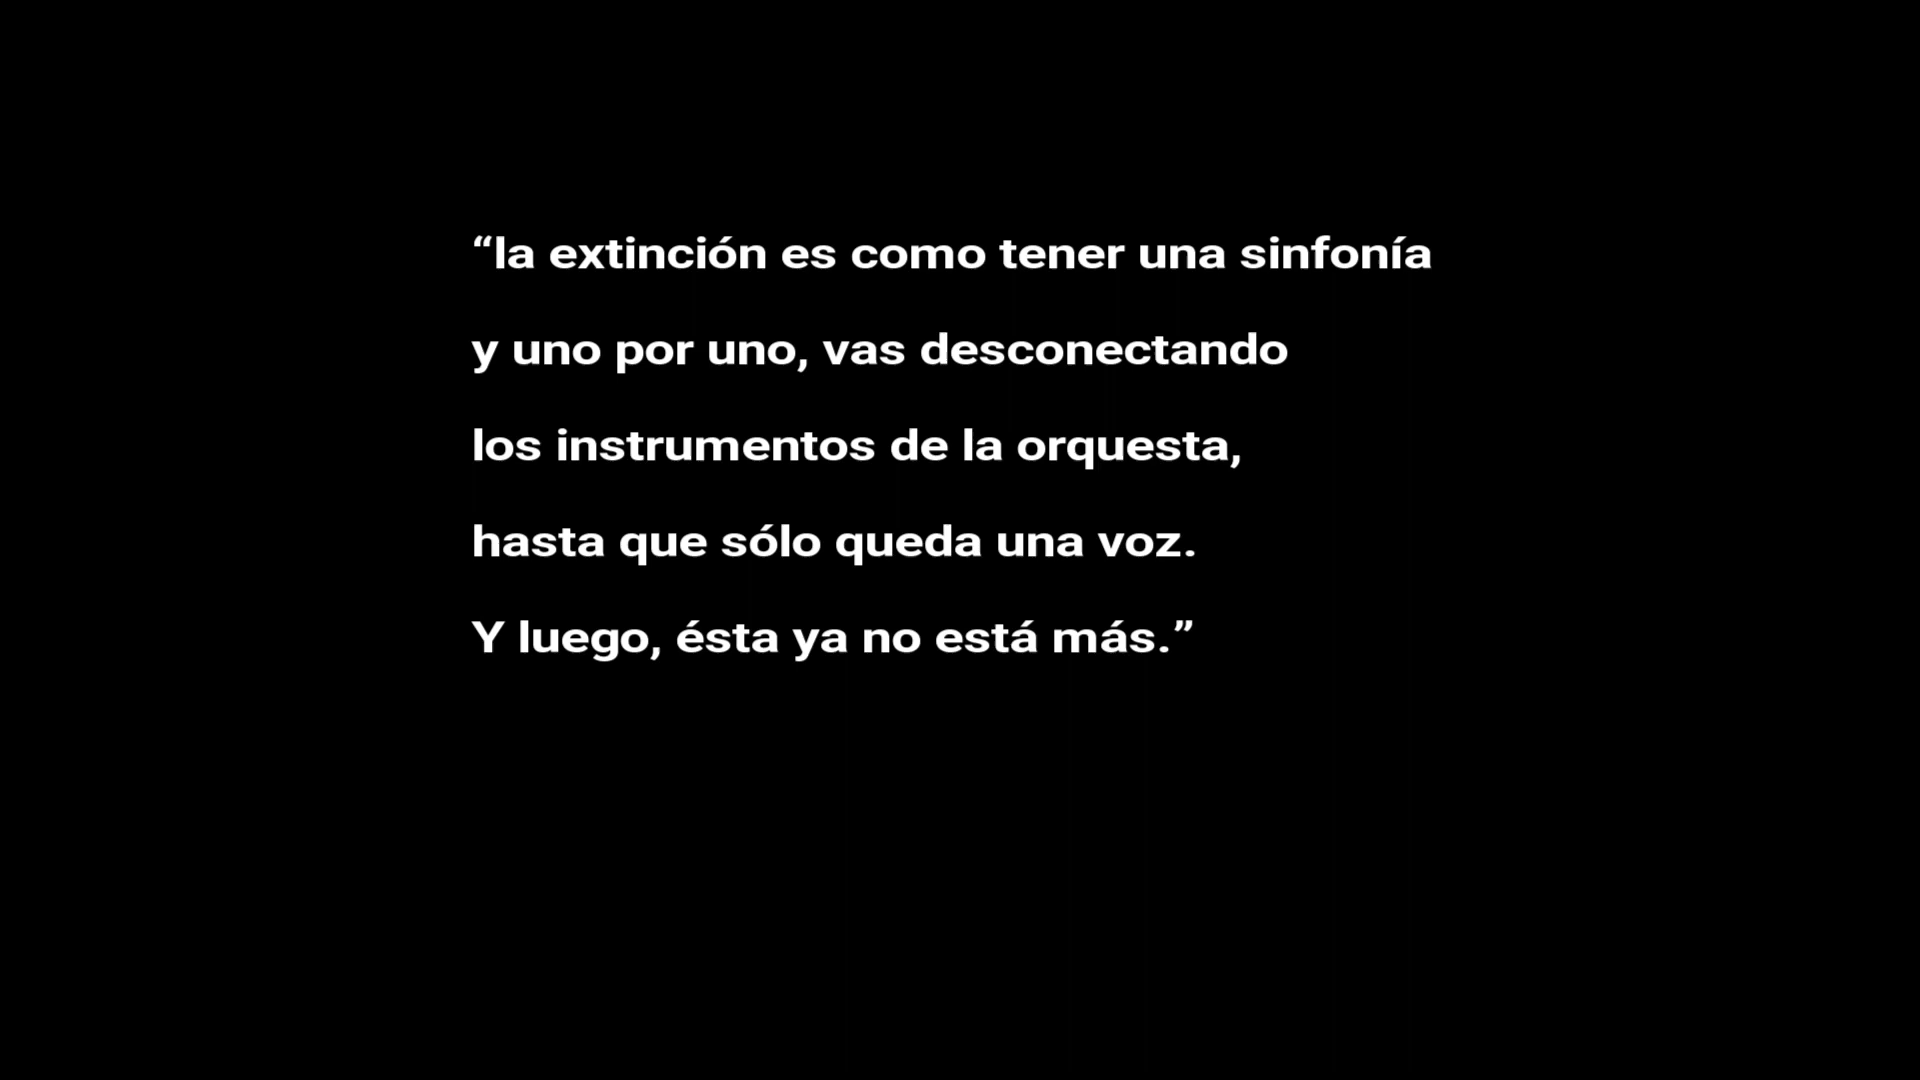 “la extinción es como tener una sinfonía
y uno por uno, vas desconectando
los instrumentos de la orquesta,
hasta que sólo queda una voz.
Y luego, ésta ya no está más.”